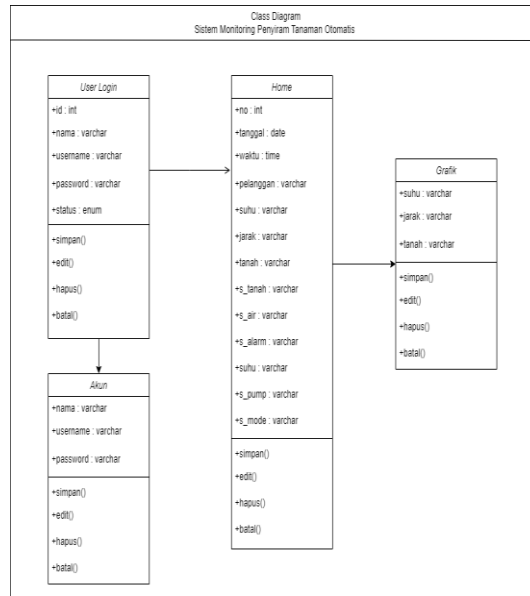 Class Diagram
Sistem Monitoring Penyiram Tanaman Otomatis
User Login
+id : int
+nama : varchar
+username : varchar
+password : varchar
+status : enum
+simpan()
+edit()
+hapus()
+batal()
Home
+no : int
+tanggal : date
+waktu : time
+pelanggan : varchar
+suhu : varchar
+jarak : varchar
+tanah : varchar
+s_tanah : varchar
+s_air : varchar
+s_alarm : varchar
+suhu : varchar
+s_pump : varchar
+s_mode : varchar
+simpan()
+edit()
+hapus()
+batal()
Grafik
+suhu : varchar
+jarak : varchar
+tanah : varchar
+simpan()
+edit()
+hapus()
+batal()
Akun
+nama : varchar
+username : varchar
+password : varchar
+simpan()
+edit()
+hapus()
+batal()